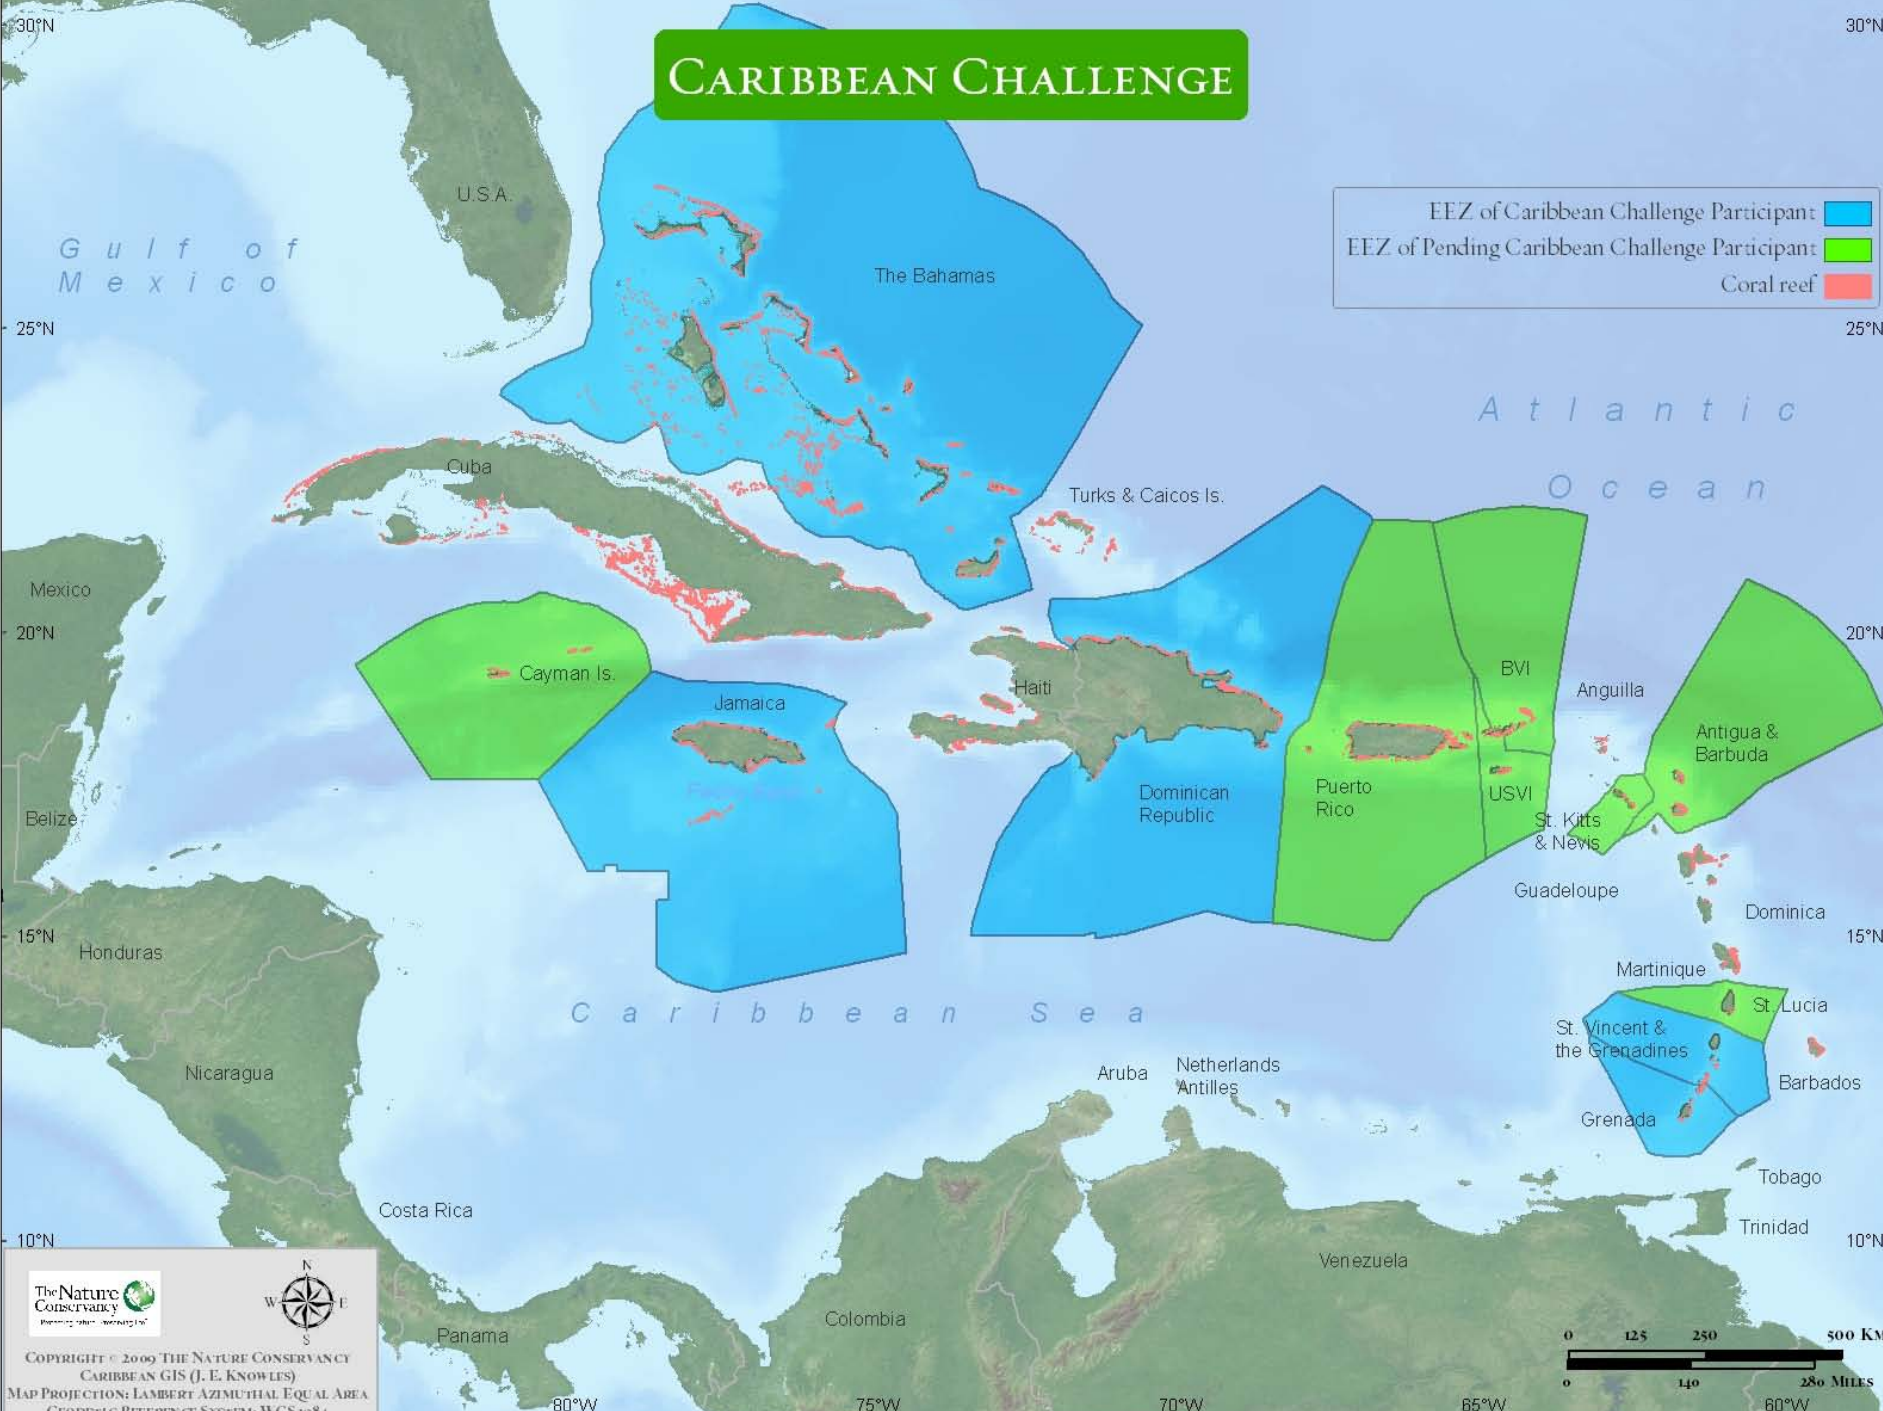 30°N
30°N
CARIBBEAN CHALLENGE
U.S.A.
EEZ of Caribbean Challenge Participant
EEZ of Pending Caribbean Challenge Participant
Coral reef
Gulf of
Mexico
The Bahamas
25°N
25°N
Atlantic
Ocean
Cuba
Turks & Caicos Is.
Mexico
20°N
20°N
Cayman Is.
Jamaica
Haiti
BVI
Anguilla
Antigua &
Barbuda
Belize
Dominican
Republic
Puerto
Rico
USVI
St. Kitts
& Nevis
Guadeloupe
Dominica
15°N
15°N
Honduras
Martinique
St. Lucia
Caribbean Sea
St. Vincent &
the Grenadines
Nicaragua
Aruba
Netherlands
Antilles
Barbados
Grenada
Tobago
Costa Rica
Trinidad
10°N
10°N
Venezuela
Colombia
Panama
The Nature
Conservancy
N
W E
S
COPYRIGHT © 2009 THE NATURE CONSERVANCY
CARIBBEAN GIS (J. E. KNOWLES)
MAP PROJECTION: LAMBERT AZIMUTHAL EQUAL AREA
0 125 250 500 KM
0 140 280 MILES
80°W
75°W
70°W
65°W
60°W